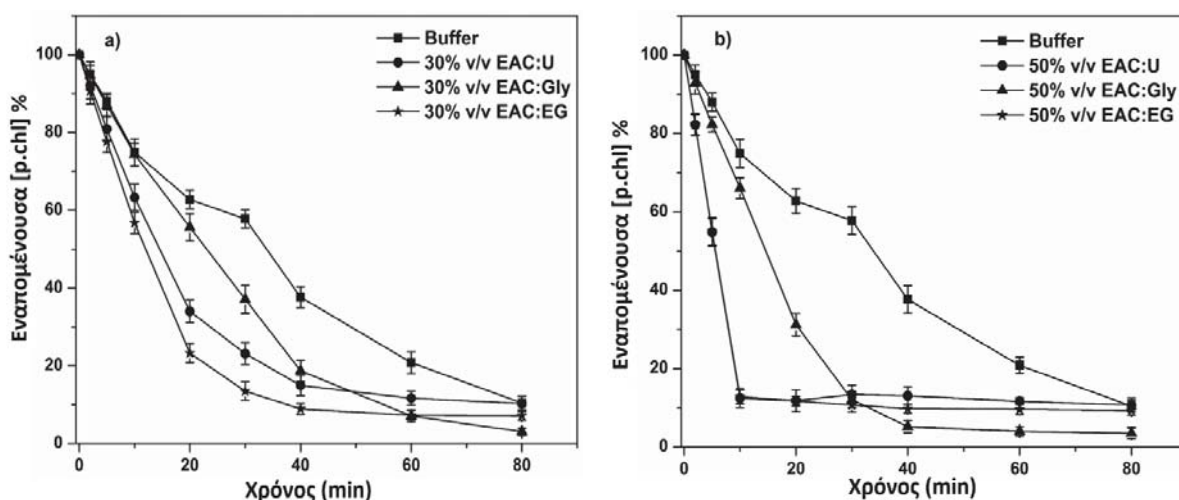 a)
Buffer
30% v/v EAC:U
30% v/v EAC:Gly
30% v/v EAC:EG
Εναπομένουσα [p.chl] %
100
80
60
40
20
0
0 20 40 60 80
Χρόνος (min)
b)
Buffer
50% v/v EAC:U
50% v/v EAC:Gly
50% v/v EAC:EG
Εναπομένουσα [p.chl] %
100
80
60
40
20
0
0 20 40 60 80
Χρόνος (min)